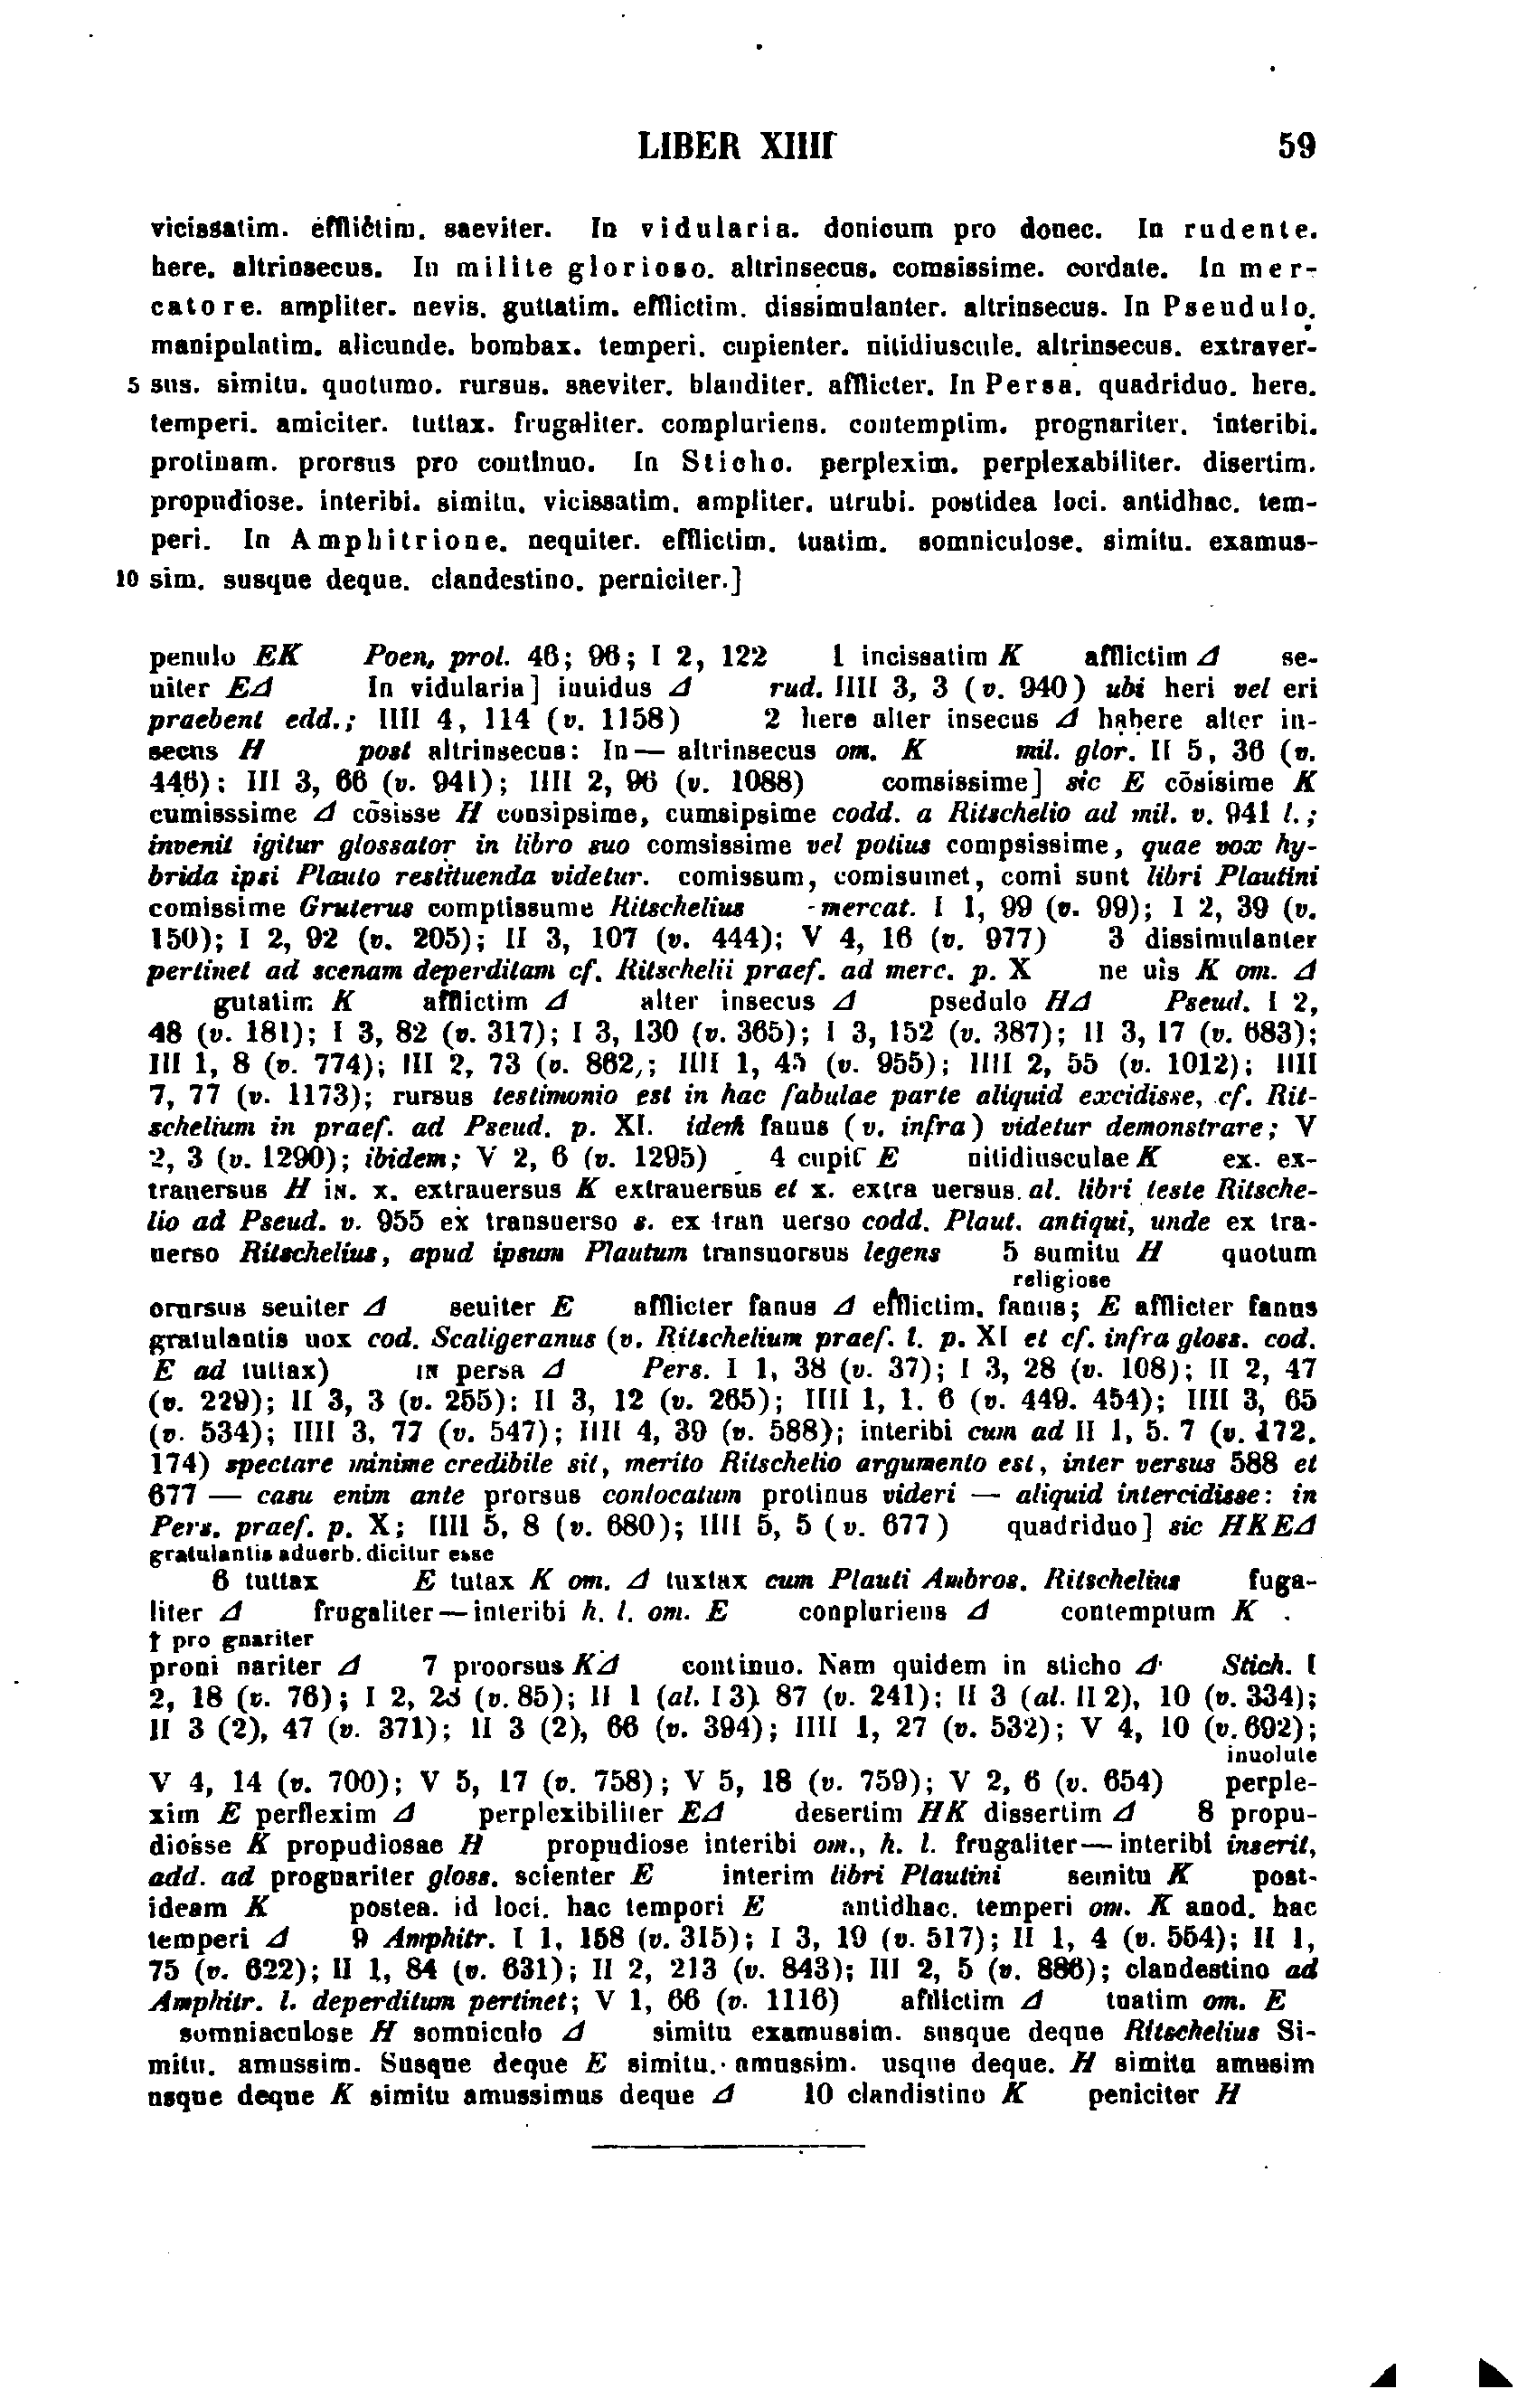 LIBER XIIII 59
vicissatim. efflictim. saeviter. In vidularia. donicum pro donec. In rudente.
here. altrinsecus. In milite glorioso. altrinsecus. comsissime. cordate. In mer-
catore. ampliter. nevis. guttatim. efflictim. dissimulanter. altrinsecus. In Pseudulo.
manipulatim. alicunde. bombax. temperi. cupienter. nitidiuscule. altrinsecus. extraver-
5 sus. simitu. quotumo. rursus. saeviter. blanditer. afflicter. In Persa. quadriduo. here.
temperi. amiciter. tuttax. frugaliter. compluriens. contemptim. prognariter. interibi.
protinam. prorsus pro continuo. In Sticho. perplexim. perplexabiliter. disertim.
propudiose. interibi. simitu. vicissatim. ampliter. utrubi. postidea loci. antidhac. tem-
peri. In Amphitrione. nequiter. efflictim. tuatim. somniculose. simitu. examus-
10 sim. susque deque. clandestino. perniciter.]
penulo EK Poen. prol. 46; 96; I 2, 122 1 incissatim K afflictim Δ se-
uiter EΔ In vidularia] inuidus Δ rud. IIII 3, 3 (v. 940) ubi heri vel eri
praebent edd.; IIII 4, 114 (v. 1158) 2 here alter insecus Δ habere alter in-
secus H post altrinsecus: In — altrinsecus om. K mil. glor. II 5, 36 (v.
446); III 3, 66 (v. 941); IIII 2, 96 (v. 1088) comsissime] sic E cōsisime K
cumisssime Δ cōsisse H consipsime, cumsipsime codd. a Ritschelio ad mil. v. 941 l.;
invenit igitur glossator in libro suo comsissime vel potius compsissime, quae vox hy-
brida ipsi Plauto restituenda videtur. comissum, comisumet, comi sunt libri Plautini
comissime Gruterus comptissume Ritschelius mercat. I 1, 99 (v. 99); I 2, 39 (v.
150); I 2, 92 (v. 205); II 3, 107 (v. 444); V 4, 16 (v. 977) 3 dissimulanter
pertinet ad scenam deperditam cf. Ritschelii praef. ad merc. p. X ne uis K om. Δ
gutatim K afflictim Δ alter insecus Δ psedulo HΔ Pseud. I 2,
48 (v. 181); I 3, 82 (v. 317); I 3, 130 (v. 365); I 3, 152 (v. 387); II 3, 17 (v. 683);
III 1, 8 (v. 774); III 2, 73 (v. 862); IIII 1, 45 (v. 955); IIII 2, 55 (v. 1012); IIII
7, 77 (v. 1173); rursus testimonio est in hac fabulae parte aliquid excidisse, cf. Rit-
schelium in praef. ad Pseud. p. XI. idem fanus (v. infra) videtur demonstrare; V
2, 3 (v. 1290); ibidem; V 2, 6 (v. 1295) 4 cupit E nitidiusculae K ex. ex-
trauersus H in. x. extrauersus K extrauersus et x. extra uersus. al. libri teste Ritsche-
lio ad Pseud. v. 955 ex transuerso s. ex tran uerso codd. Plaut. antiqui, unde ex tra-
uerso Ritschelius, apud ipsum Plautum transuorsus legens 5 sumitu H quotum
religiose
orursus seuiter Δ seuiter E afflicter fanus Δ efflictim. fanus; E afflicter fanus
gratulantis uox cod. Scaligeranus (v. Ritschelium praef. l. p. XI et cf. infra gloss. cod.
E ad tuttax) in persa Δ Pers. I 1, 38 (v. 37); I 3, 28 (v. 108); II 2, 47
(v. 229); II 3, 3 (v. 255); II 3, 12 (v. 265); IIII 1, 1. 6 (v. 449. 454); IIII 3, 65
(v. 534); IIII 3, 77 (v. 547); IIII 4, 39 (v. 588); interibi cum ad II 1, 5. 7 (v. 172.
174) spectare minime credibile sit, merito Ritschelio argumento est, inter versus 588 et
677 — casu enim ante prorsus conlocatum protinus videri — aliquid intercidisse: in
Pers. praef. p. X; IIII 5, 8 (v. 680); IIII 5, 5 (v. 677) quadriduo] sic HKEΔ
gratulantis aduerb. dicitur esse
6 tuttax E tutax K om. Δ tuxtax cum Plauti Ambros. Ritschelius fuga-
liter Δ frugaliter — interibi h. l. om. E conpluriens Δ contemptum K
† pro gnariter
proni nariter Δ 7 proorsus KΔ continuo. Nam quidem in sticho Δ Stich. I
2, 18 (v. 76); I 2, 28 (v. 85); II 1 (al. I 3) 87 (v. 241); II 3 (al. II 2), 10 (v. 334);
II 3 (2), 47 (v. 371); II 3 (2), 66 (v. 394); IIII 1, 27 (v. 532); V 4, 10 (v. 692);
inuolute
V 4, 14 (v. 700); V 5, 17 (v. 758); V 5, 18 (v. 759); V 2, 6 (v. 654) perple-
xim E perflexim Δ perplexibiliter EΔ desertim HK dissertim Δ 8 propu-
diosse K propudiosae H propudiose interibi om., h. l. frugaliter — interibi inserit,
add. ad prognariter gloss. scienter E interim libri Plautini semitu K post-
ideam K postea. id loci. hac tempori E antidhac. temperi om. K anod. hac
temperi Δ 9 Amphitr. I 1, 158 (v. 315); I 3, 19 (v. 517); II 1, 4 (v. 554); II 1,
75 (v. 622); II 1, 84 (v. 631); II 2, 213 (v. 843); III 2, 5 (v. 886); clandestino ad
Amphitr. l. deperditum pertinet; V 1, 66 (v. 1116) afflictim Δ tuatim om. E
somniaculose H somniculo Δ simitu examussim. susque deque Ritschelius Si-
mitu. amussim. Susque deque E simitu. amussim. usque deque. H simitu amusim
usque deque K simitu amussimus deque Δ 10 clandistino K peniciter H